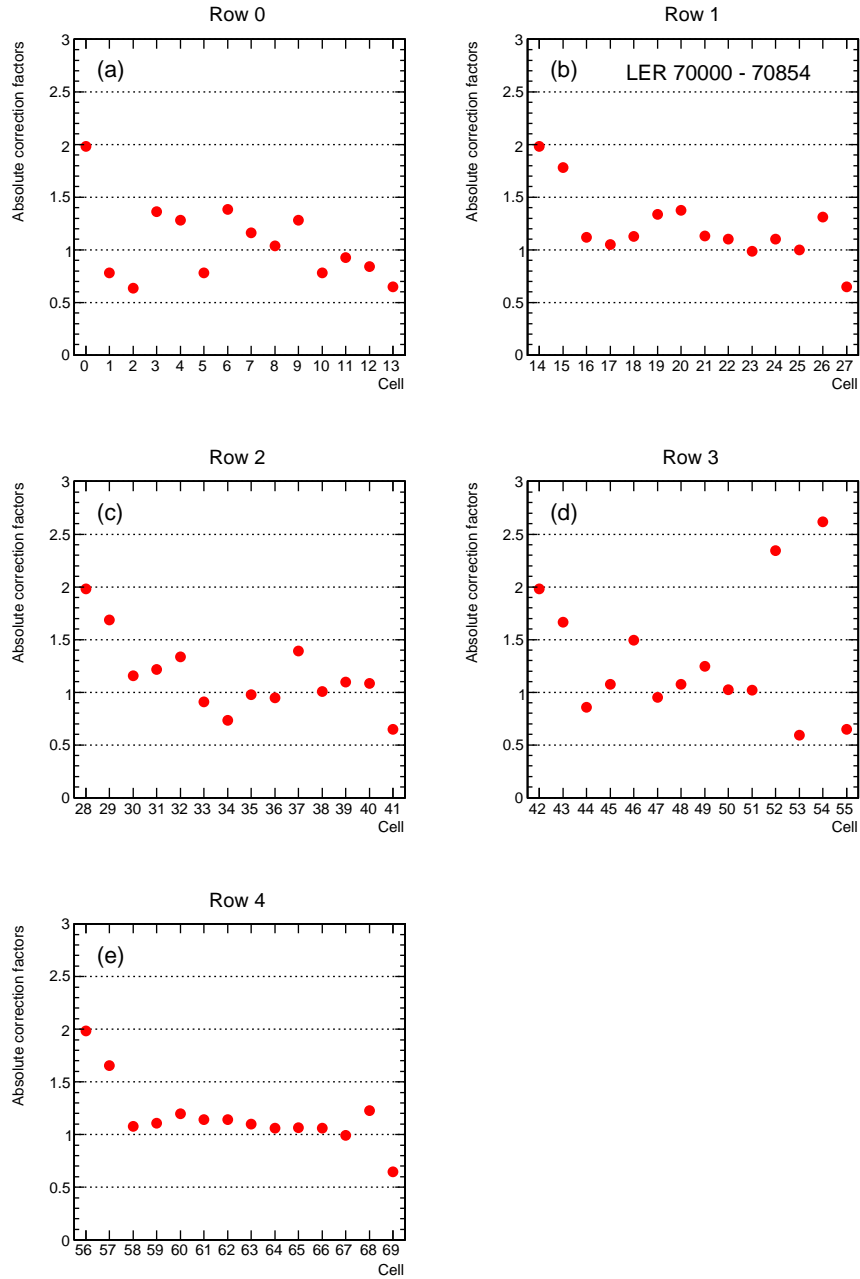 Row 0
Absolute correction factors
(a)
3
2.5
2
1.5
1
0.5
0
0 1 2 3 4 5 6 7 8 9 10 11 12 13
Cell
Row 1
Absolute correction factors
(b) LER 70000 - 70854
3
2.5
2
1.5
1
0.5
0
14 15 16 17 18 19 20 21 22 23 24 25 26 27
Cell
Row 2
Absolute correction factors
(c)
3
2.5
2
1.5
1
0.5
0
28 29 30 31 32 33 34 35 36 37 38 39 40 41
Cell
Row 3
Absolute correction factors
(d)
3
2.5
2
1.5
1
0.5
0
42 43 44 45 46 47 48 49 50 51 52 53 54 55
Cell
Row 4
Absolute correction factors
(e)
3
2.5
2
1.5
1
0.5
0
56 57 58 59 60 61 62 63 64 65 66 67 68 69
Cell